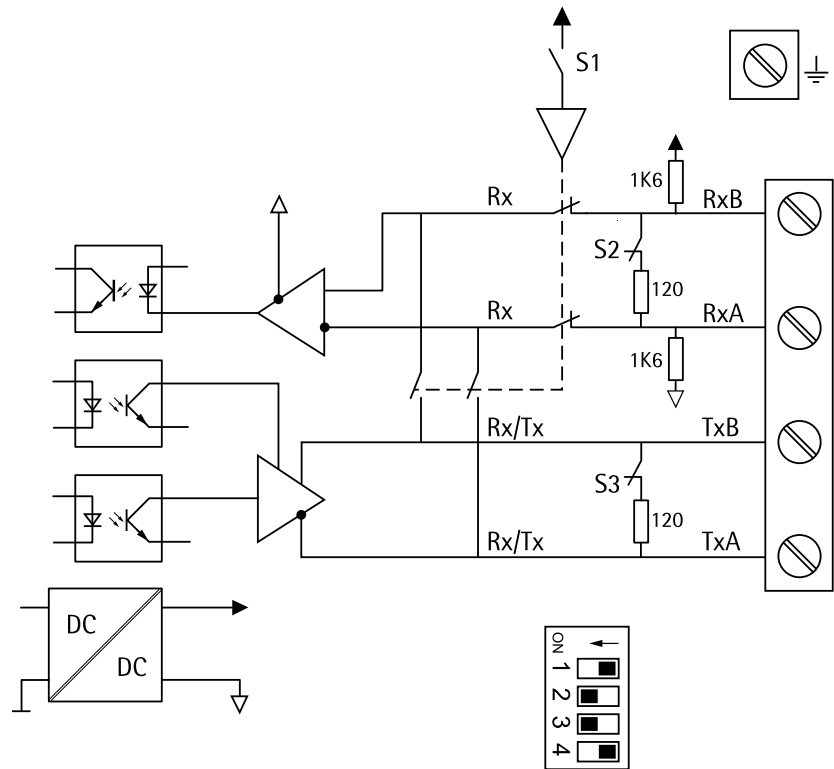 S1
1K6
Rx
RxB
S2
120
Rx
RxA
1K6
Rx/Tx
TxB
S3
120
Rx/Tx
TxA
DC
DC
ON
1
2
3
4